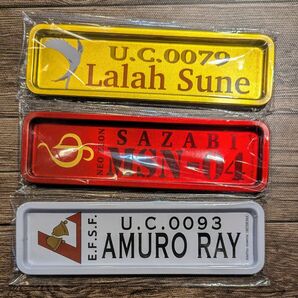 U.C.0079
Lalah Sune
NEO ZEON
SAZABI
MSN-04
E.F.S.F.
U.C.0093
AMURO RAY